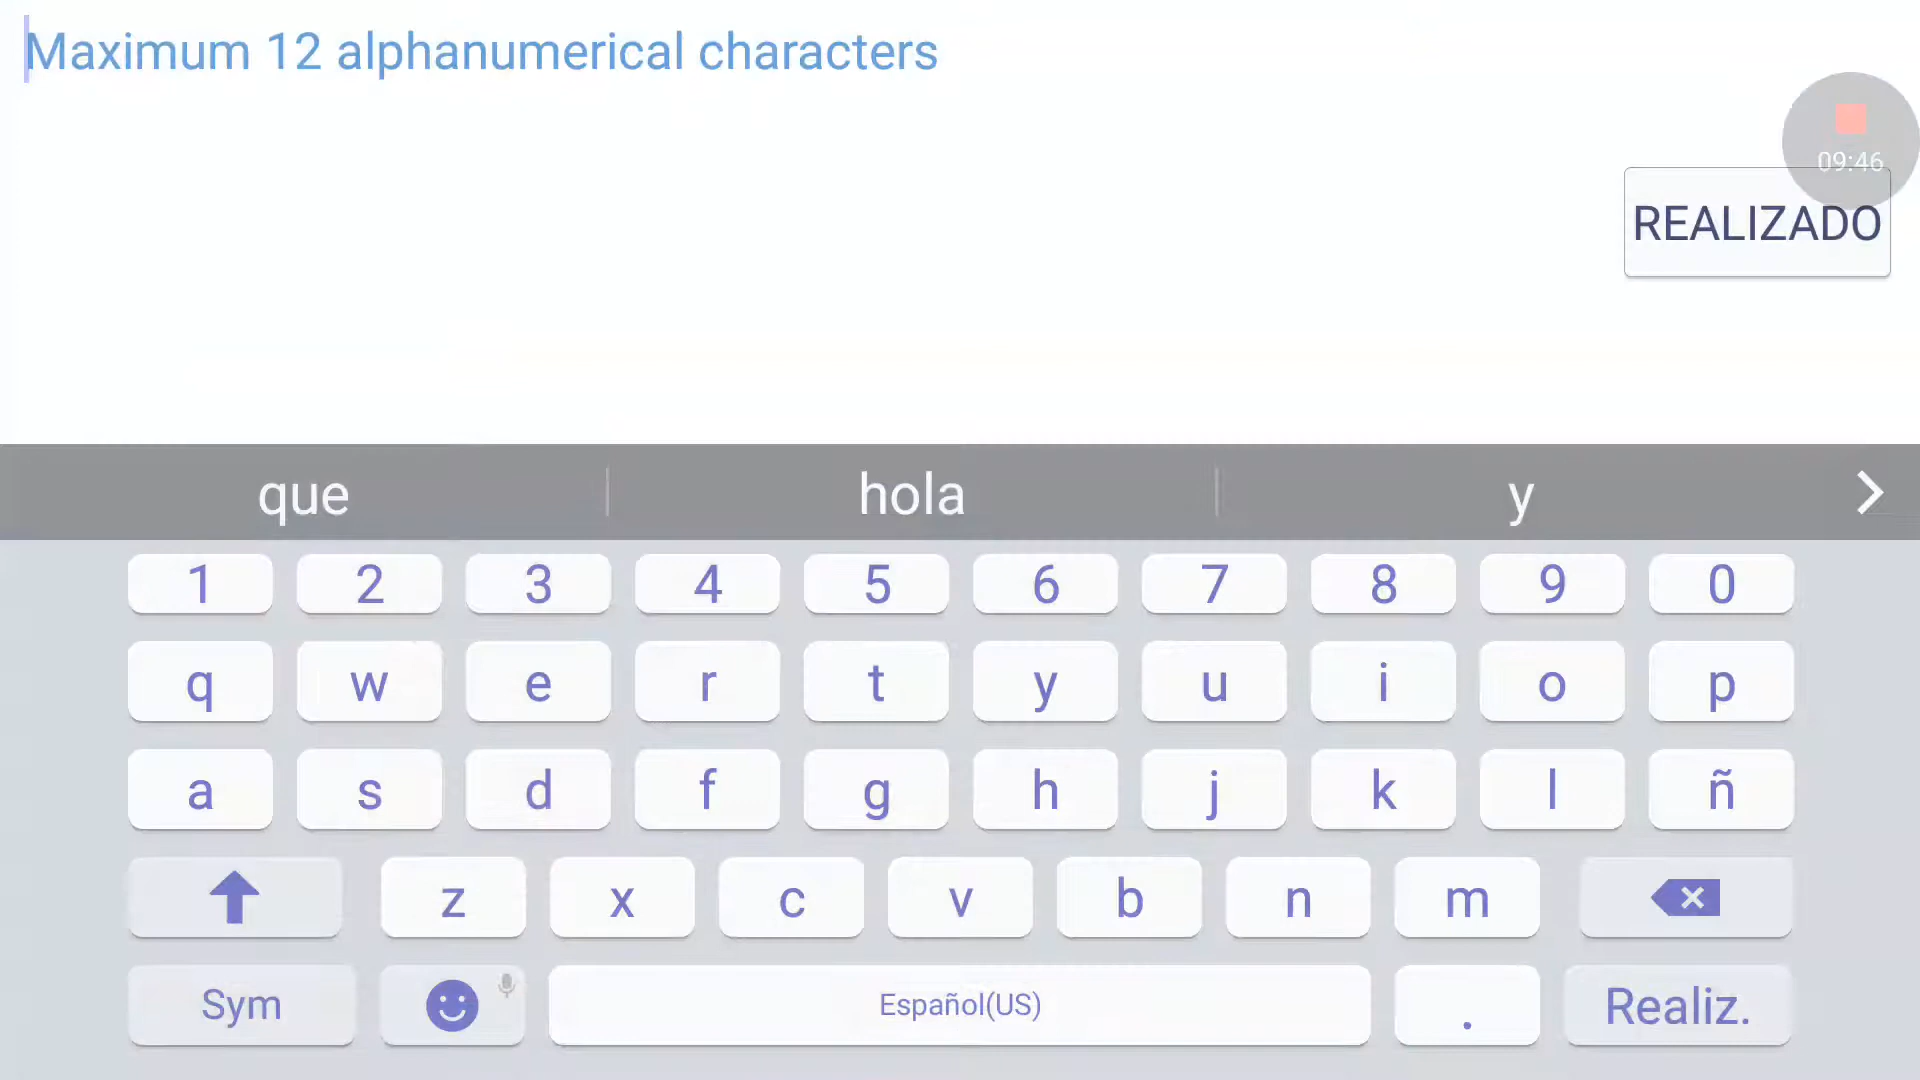 Maximum 12 alphanumerical characters
09:46
REALIZADO
que hola y
1 2 3 4 5 6 7 8 9 0
q w e r t y u i o p
a s d f g h j k l ñ
z x c v b n m
Sym Español(US) . Realiz.